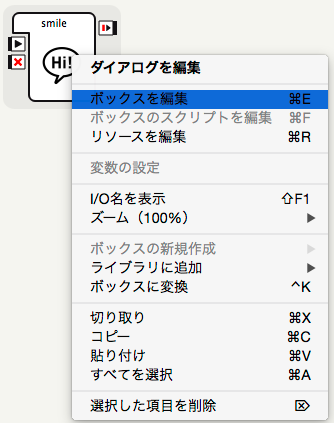 smile
Hi!
ダイアログを編集
ボックスを編集 ⌘E
ボックスのスクリプトを編集 ⌘F
リソースを編集 ⌘R
変数の設定
I/O名を表示 ⇧F1
ズーム（100%） ▶
ボックスの新規作成 ▶
ライブラリに追加 ▶
ボックスに変換 ^K
切り取り ⌘X
コピー ⌘C
貼り付け ⌘V
すべてを選択 ⌘A
選択した項目を削除 ⌦